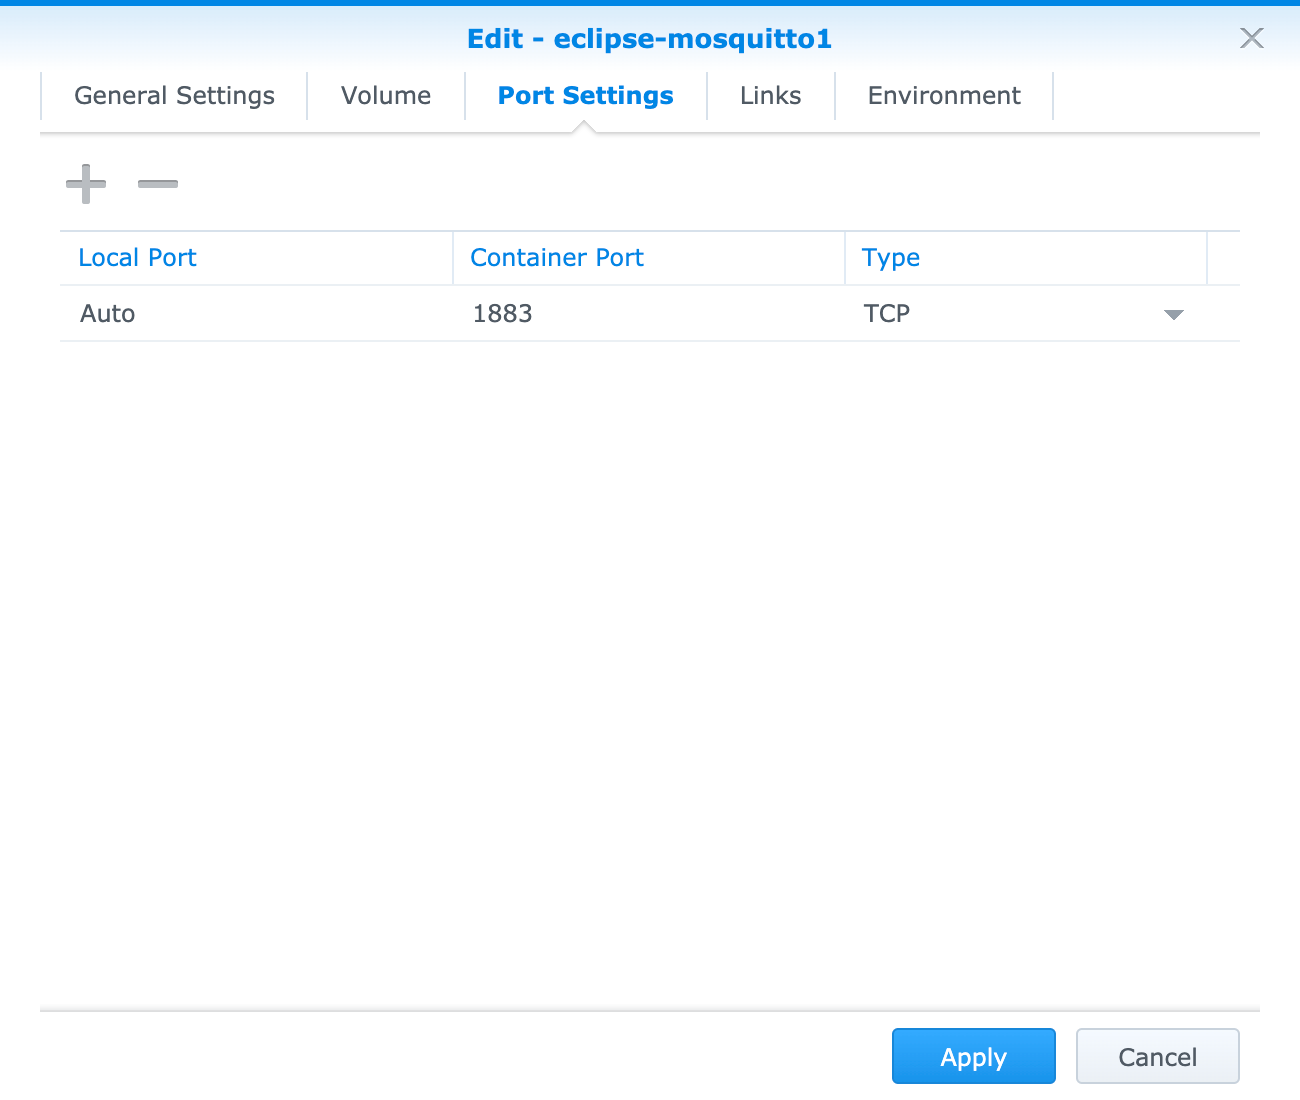 Edit - eclipse-mosquitto1
General Settings Volume Port Settings Links Environment
Local Port Container Port Type
Auto 1883 TCP
Apply Cancel